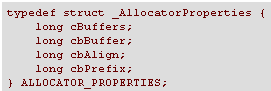 typedef struct _AllocatorProperties {
    long cBuffers;
    long cbBuffer;
    long cbAlign;
    long cbPrefix;
} ALLOCATOR_PROPERTIES;